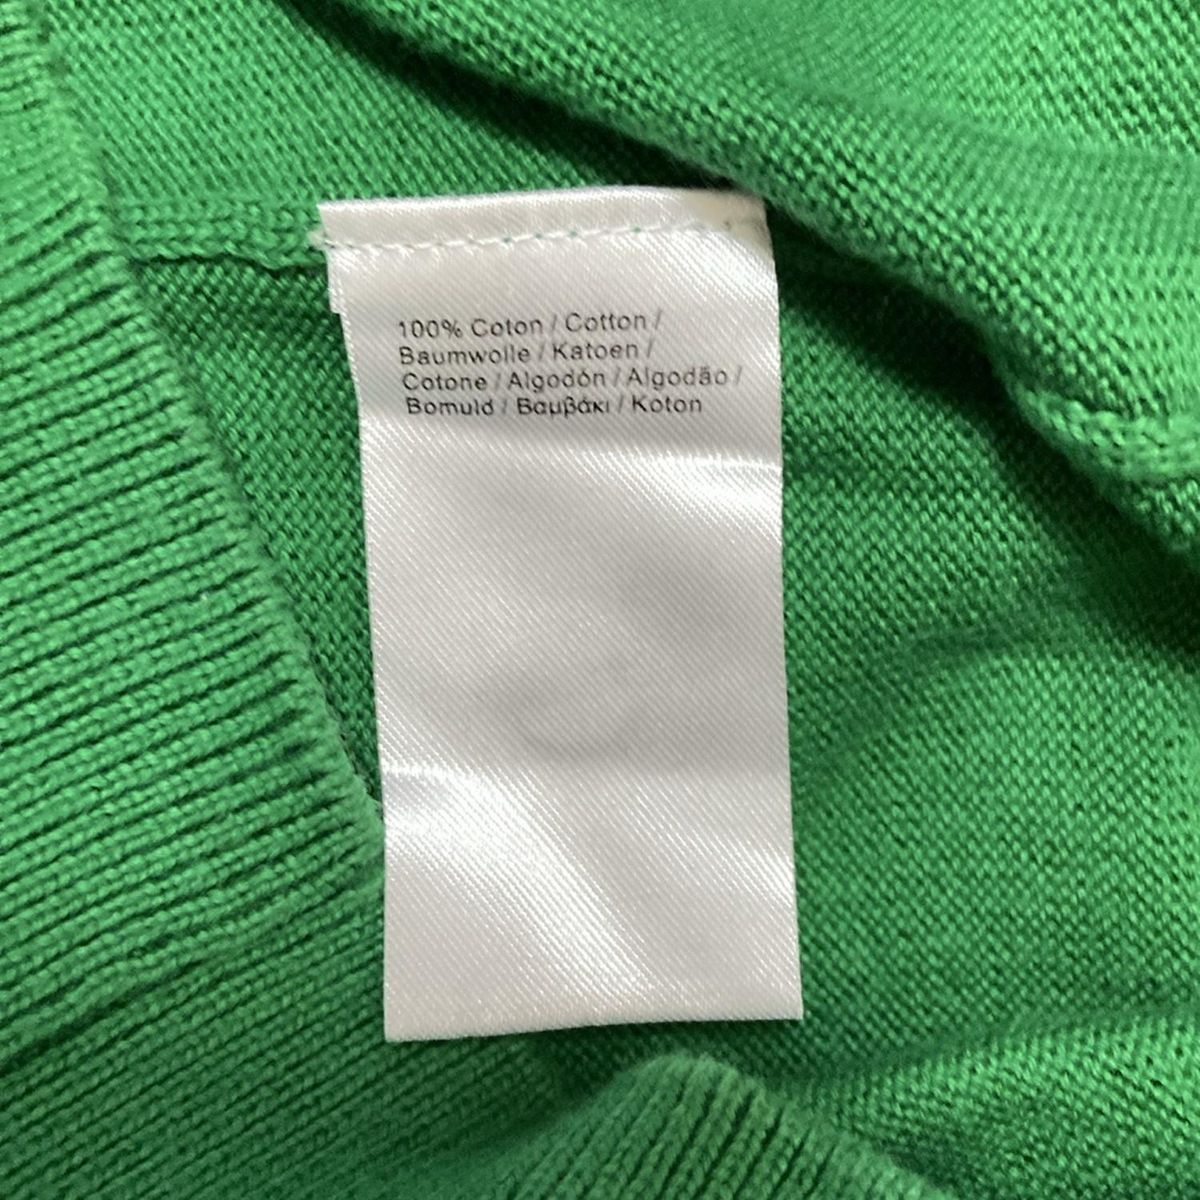 100% Coton / Cotton /
Baumwolle / Katoen /
Cotone / Algodón / Algodão /
Bomuld / Βαμβάκι / Koton